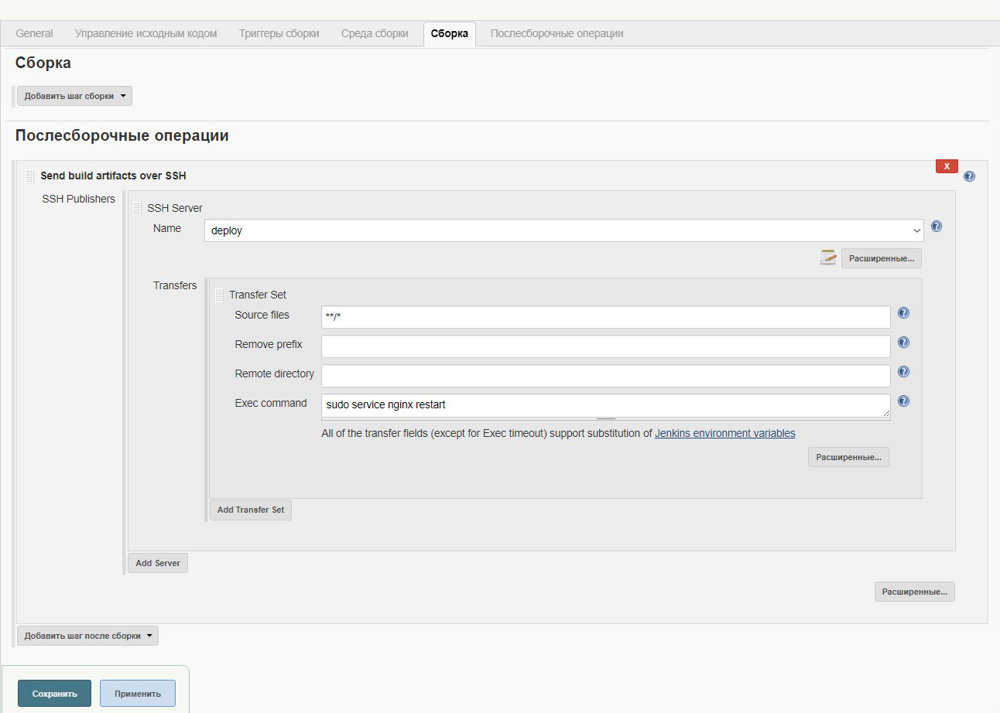 General Управление исходным кодом Триггеры сборки Среда сборки Сборка Послесборочные операции
Сборка
Добавить шаг сборки
Послесборочные операции
X
Send build artifacts over SSH
SSH Publishers
SSH Server
Name deploy
Расширенные...
Transfers
Transfer Set
Source files **/*
Remove prefix
Remote directory
Exec command sudo service nginx restart
All of the transfer fields (except for Exec timeout) support substitution of Jenkins environment variables
Расширенные...
Add Transfer Set
Add Server
Расширенные...
Добавить шаг после сборки
Сохранить Применить